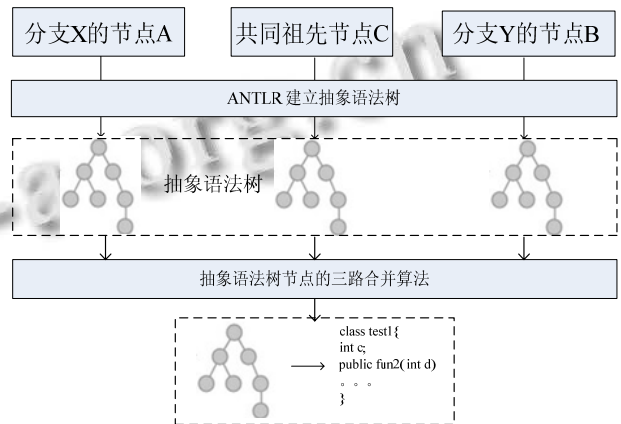 分支X的节点A
共同祖先节点C
分支Y的节点B
ANTLR 建立抽象语法树
抽象语法树
抽象语法树节点的三路合并算法
class test1{
int c;
public fun2( int d)
。。。
}